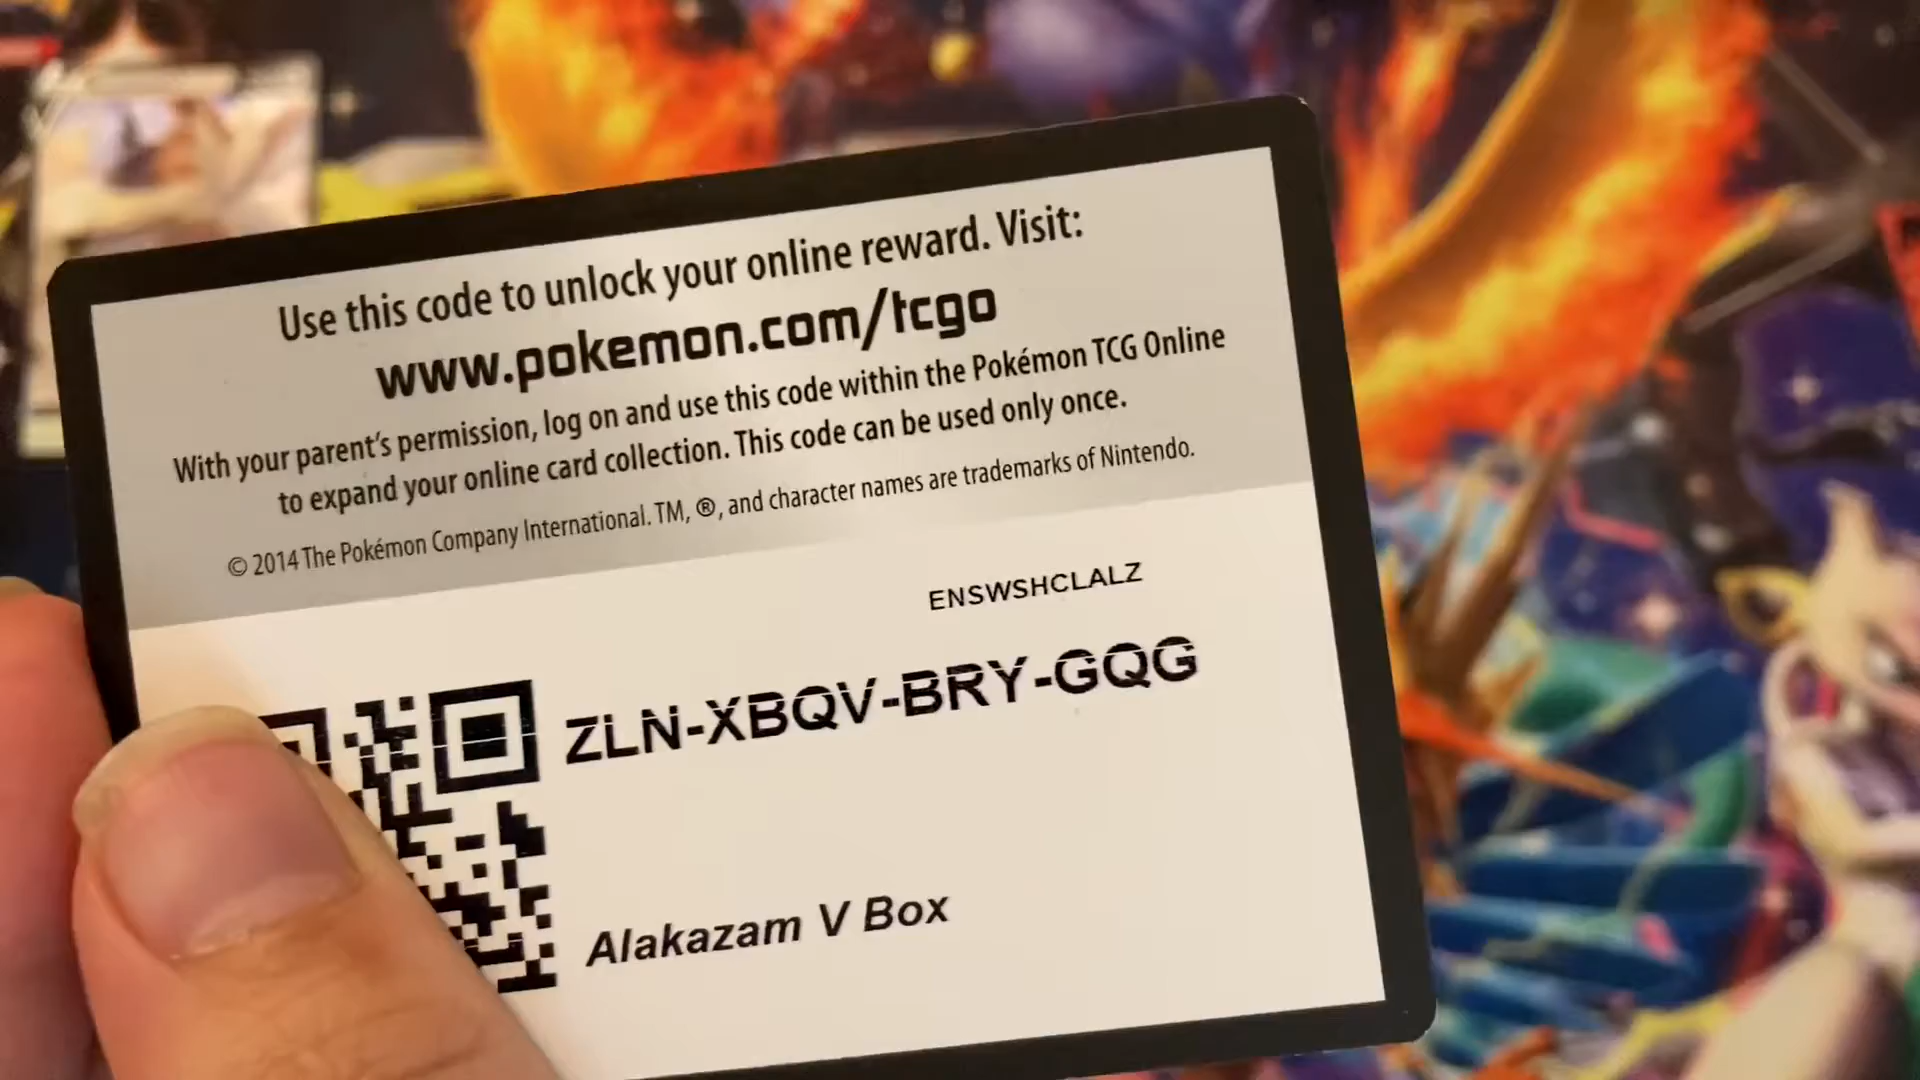 Use this code to unlock your online reward. Visit:
www.pokemon.com/tcgo
With your parent's permission, log on and use this code within the Pokémon TCG Online
to expand your online card collection. This code can be used only once.
© 2014 The Pokémon Company International. TM, ®, and character names are trademarks of Nintendo.
ENSWSHCLALZ
ZLN-XBQV-BRY-GQG
Alakazam V Box